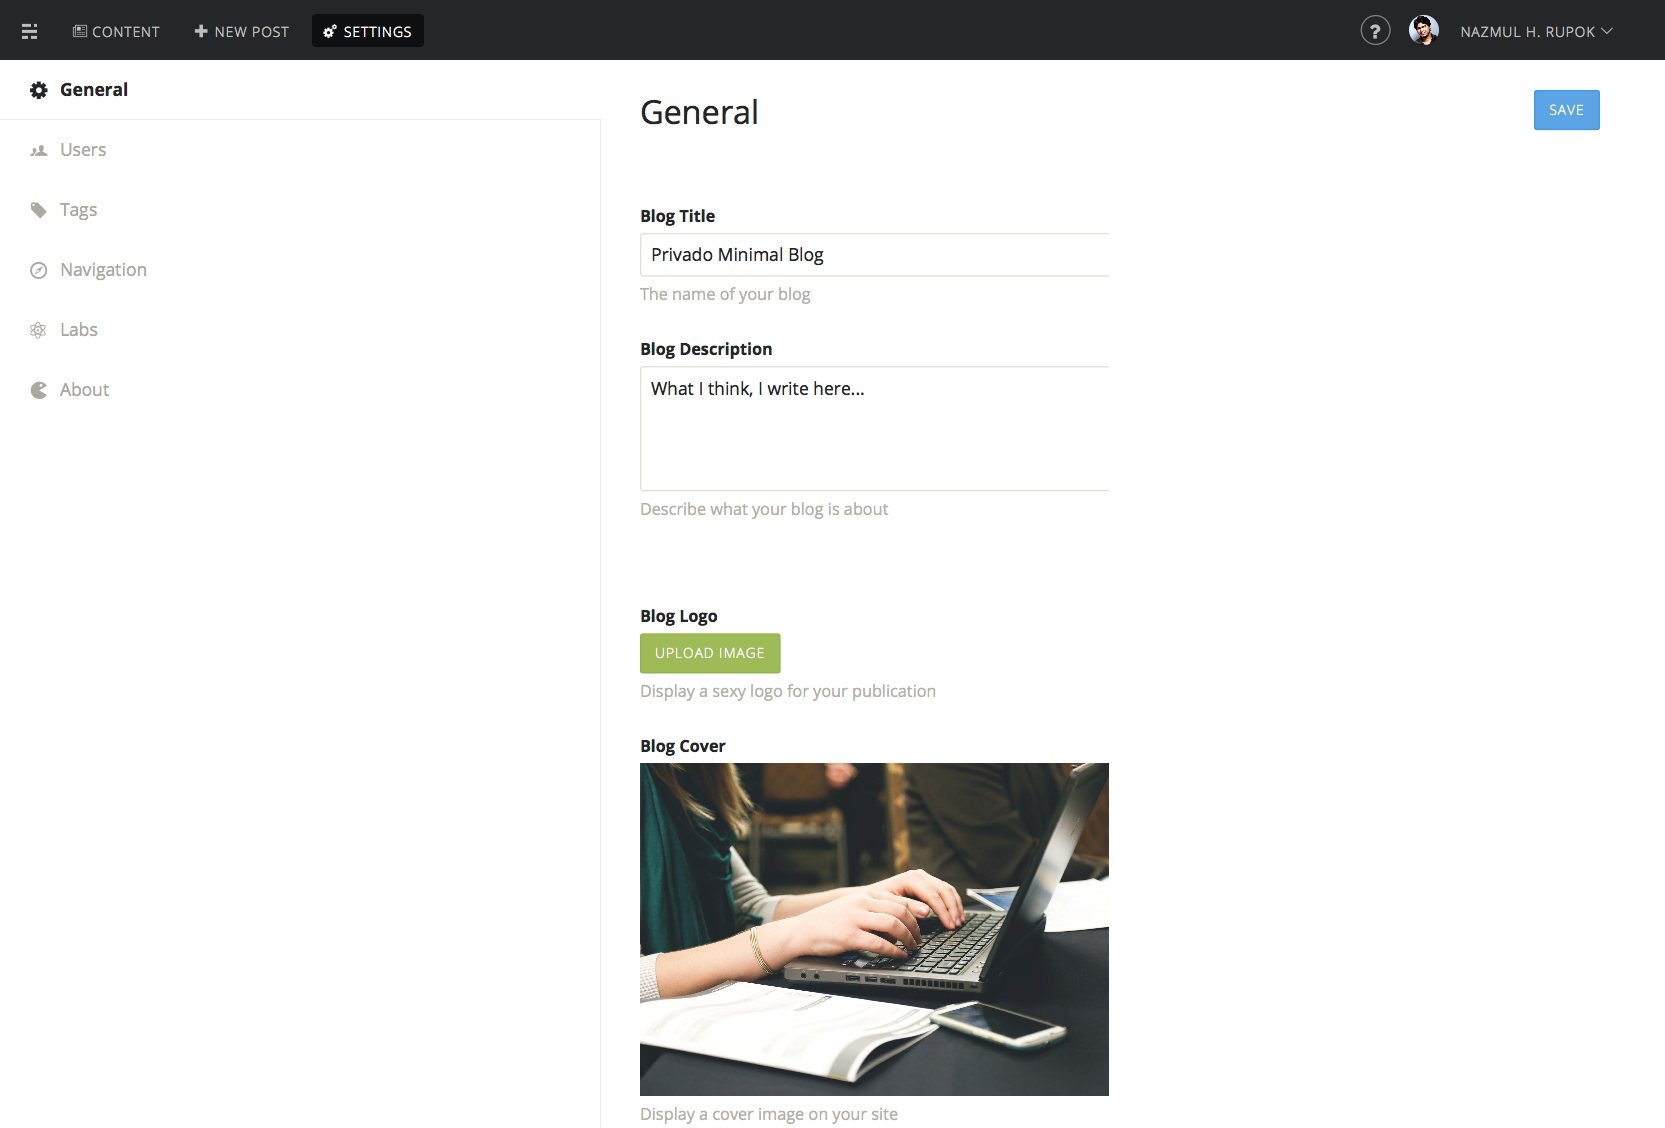 CONTENT
NEW POST
SETTINGS
?
NAZMUL H. RUPOK
General
Users
Tags
Navigation
Labs
About
General
SAVE
Blog Title
Privado Minimal Blog
The name of your blog
Blog Description
What I think, I write here...
Describe what your blog is about
Blog Logo
UPLOAD IMAGE
Display a sexy logo for your publication
Blog Cover
Display a cover image on your site